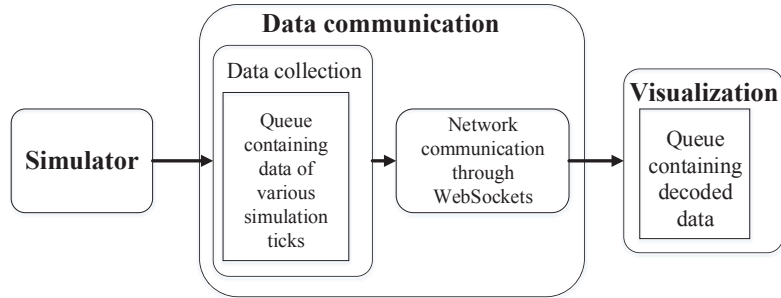 Data communication
Data collection
Simulator
Queue
containing
data of
various
simulation
ticks
Network
communication
through
WebSockets
Visualization
Queue
containing
decoded
data